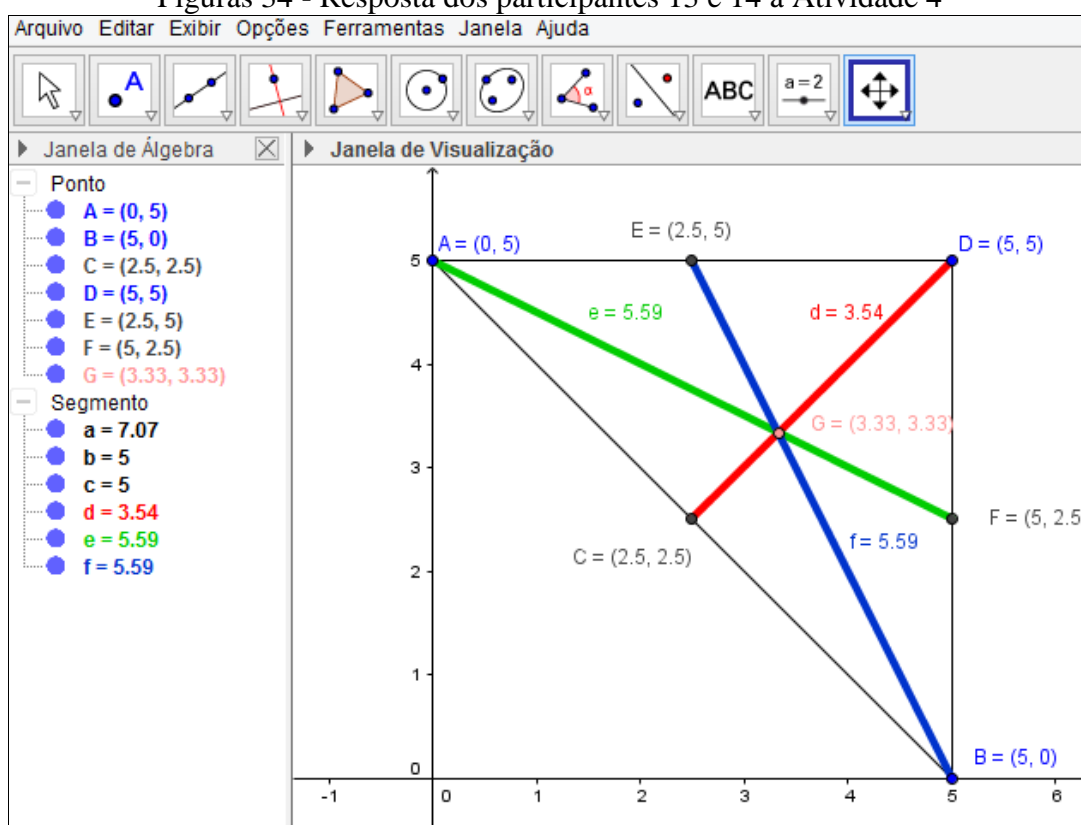 Figuras 34 - Resposta dos participantes 13 e 14 à Atividade 4
Arquivo Editar Exibir Opções Ferramentas Janela Ajuda
A
α
ABC
a=2
Janela de Álgebra
Janela de Visualização
Ponto
A = (0, 5)
B = (5, 0)
C = (2.5, 2.5)
D = (5, 5)
E = (2.5, 5)
F = (5, 2.5)
G = (3.33, 3.33)
Segmento
a = 7.07
b = 5
c = 5
d = 3.54
e = 5.59
f = 5.59
E = (2.5, 5)
A = (0, 5)
D = (5, 5)
5
e = 5.59
d = 3.54
4
G = (3.33, 3.33)
3
F = (5, 2.5
f = 5.59
C = (2.5, 2.5)
2
1
B = (5, 0)
0
-1 0 1 2 3 4 5 6